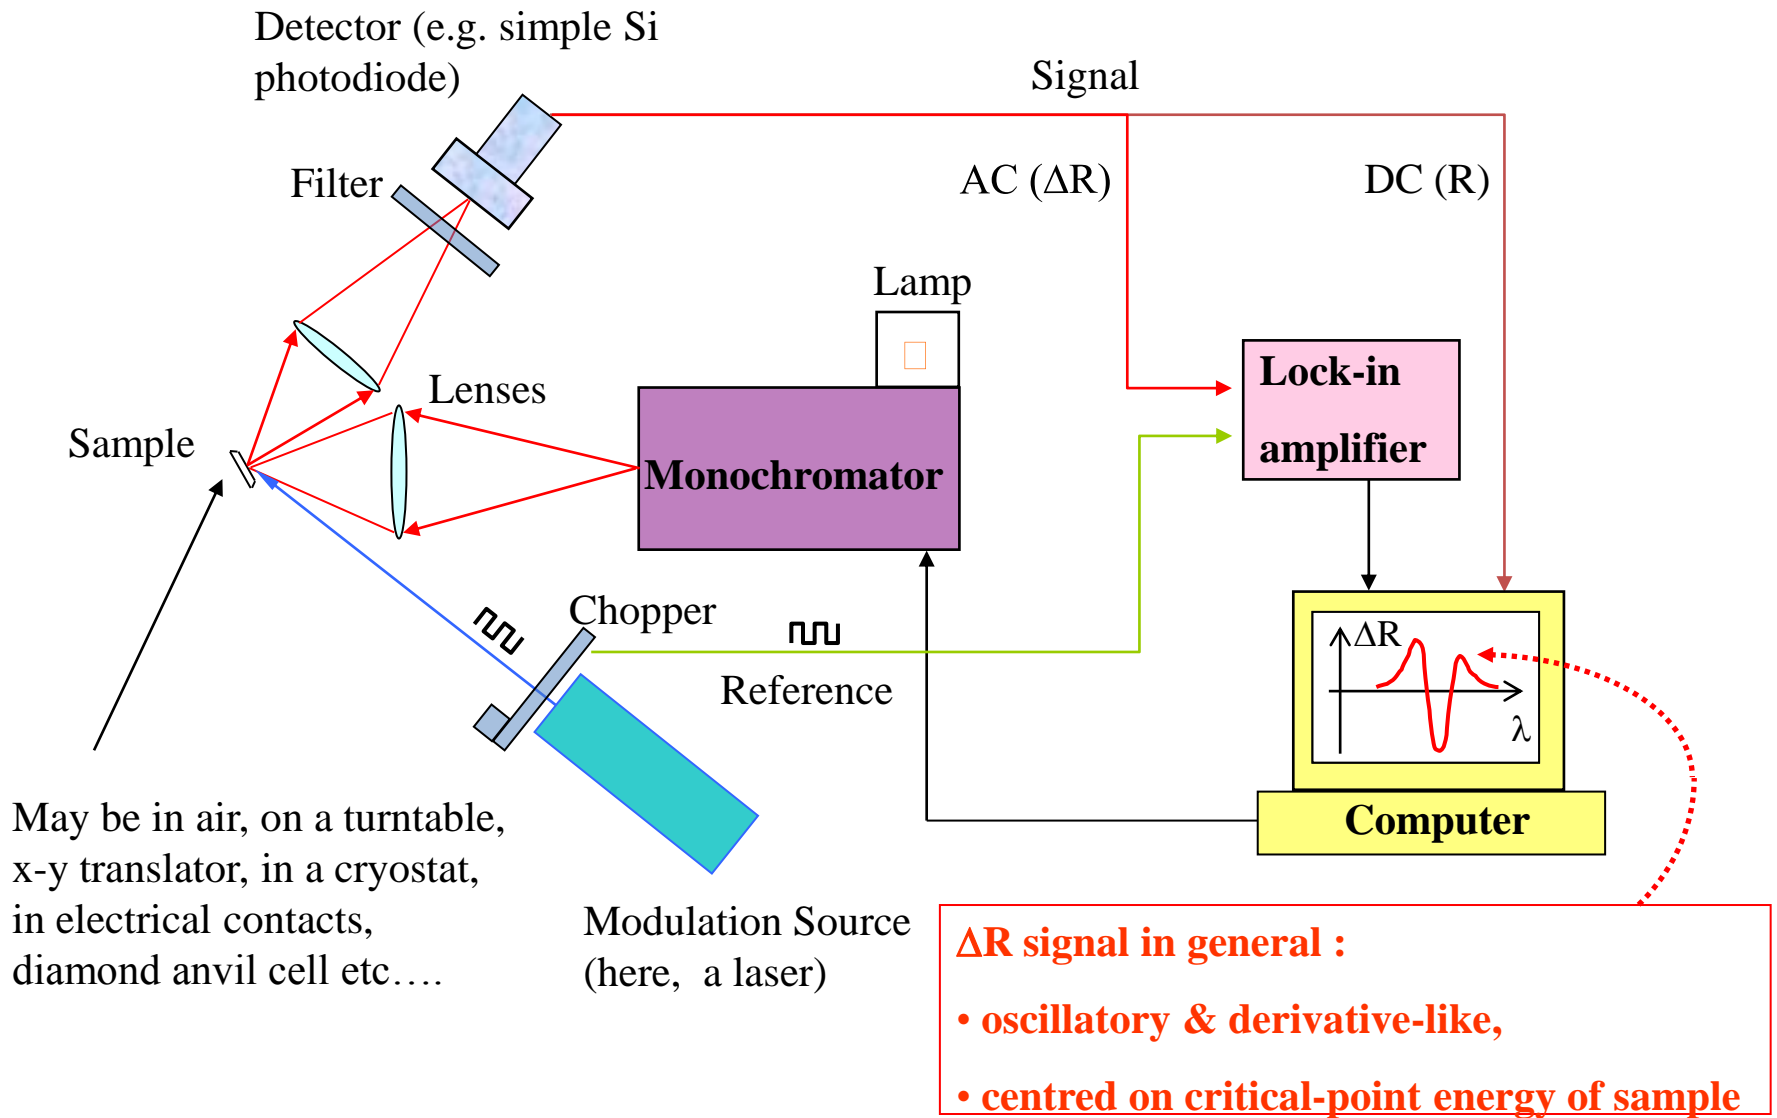 Detector (e.g. simple Si
photodiode)
Signal
Filter
AC (ΔR)
DC (R)
Lamp
Lenses
Lock-in
amplifier
Sample
Monochromator
Chopper
Reference
ΔR
λ
Computer
May be in air, on a turntable,
x-y translator, in a cryostat,
in electrical contacts,
diamond anvil cell etc….
Modulation Source
(here, a laser)
ΔR signal in general :
• oscillatory & derivative-like,
• centred on critical-point energy of sample